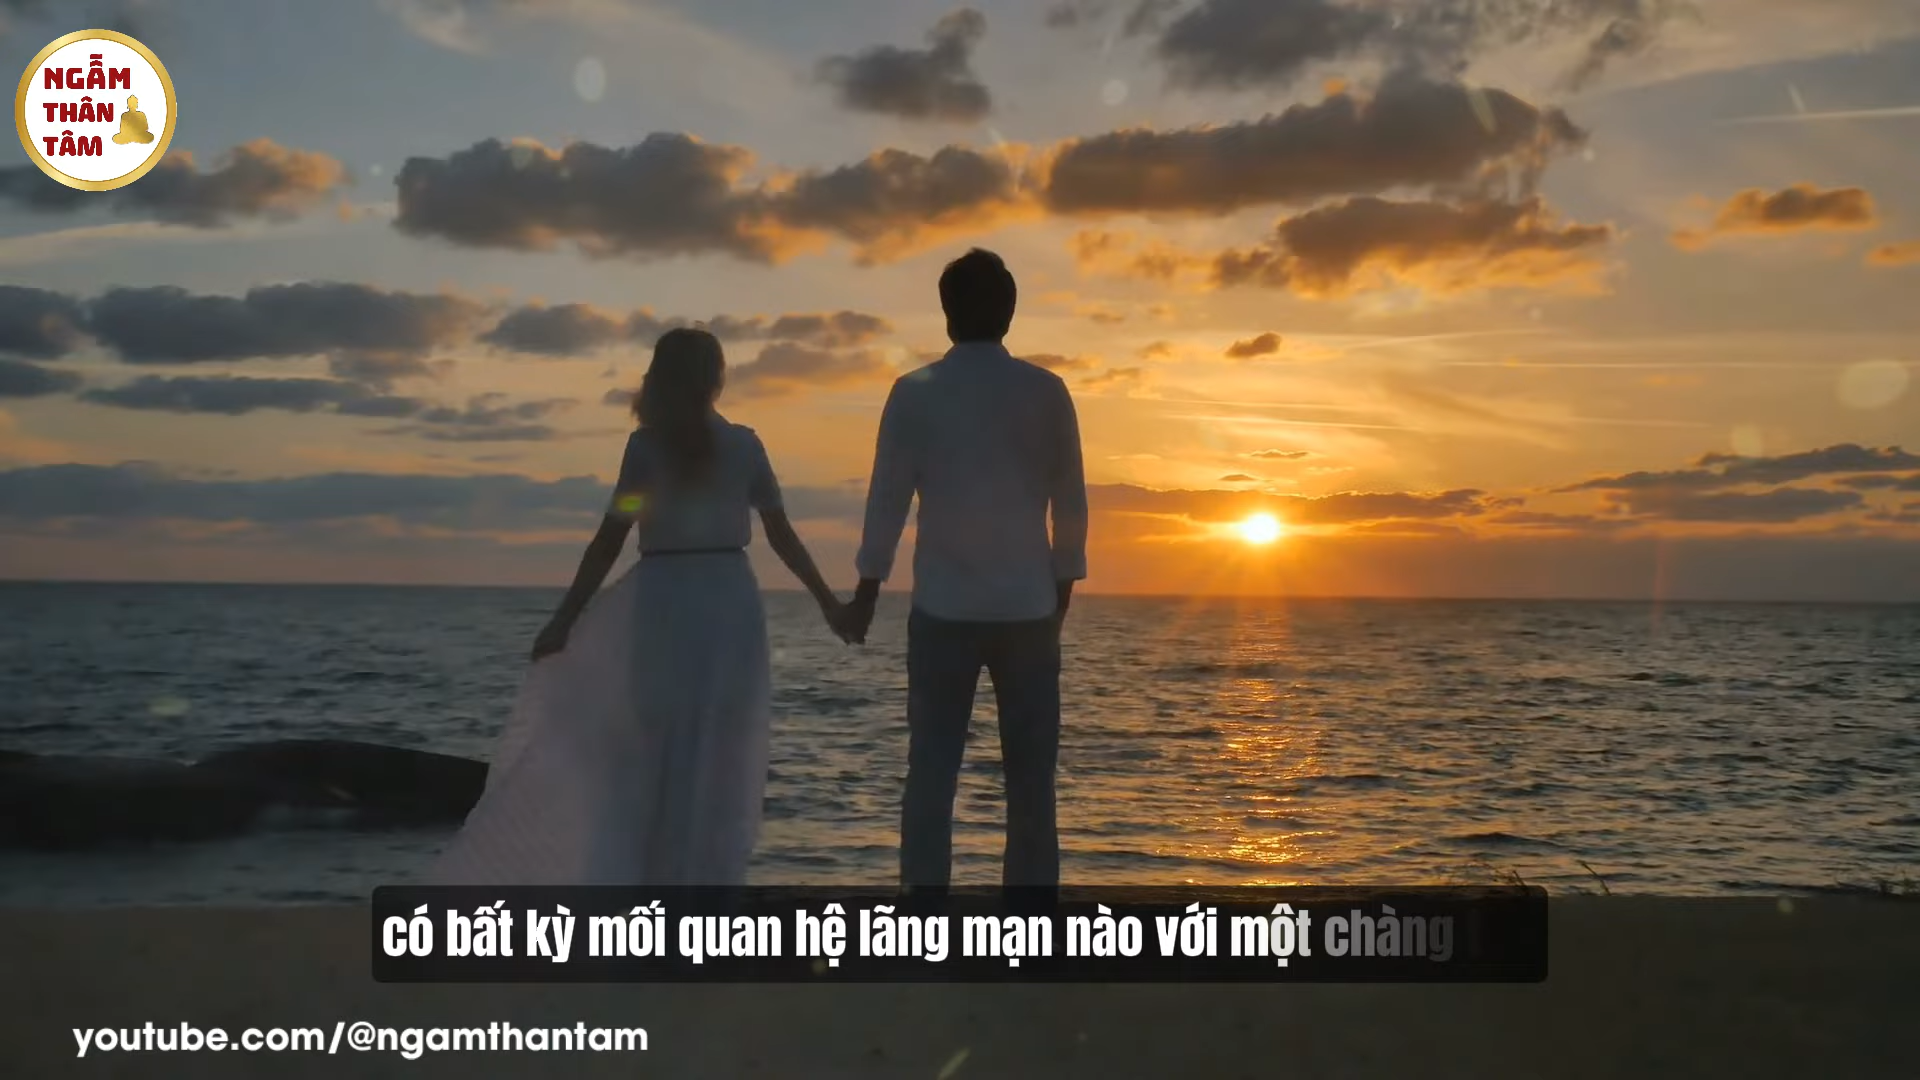 NGẪM
THÂN
TÂM
có bất kỳ mối quan hệ lãng mạn nào với một chàng
youtube.com/@ngamthantam